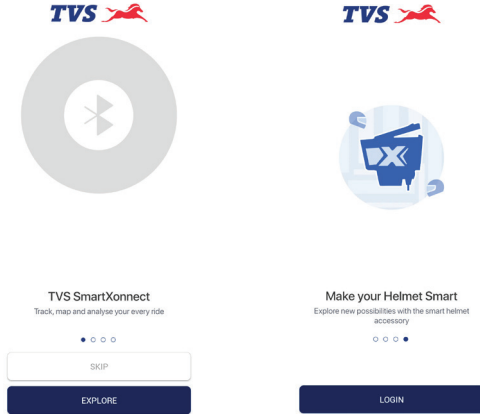 TVS
TVS SmartXonnect
Track, map and analyse your every ride
SKIP
EXPLORE
TVS
X
Make your Helmet Smart
Explore new possibilities with the smart helmet
accessory
LOGIN